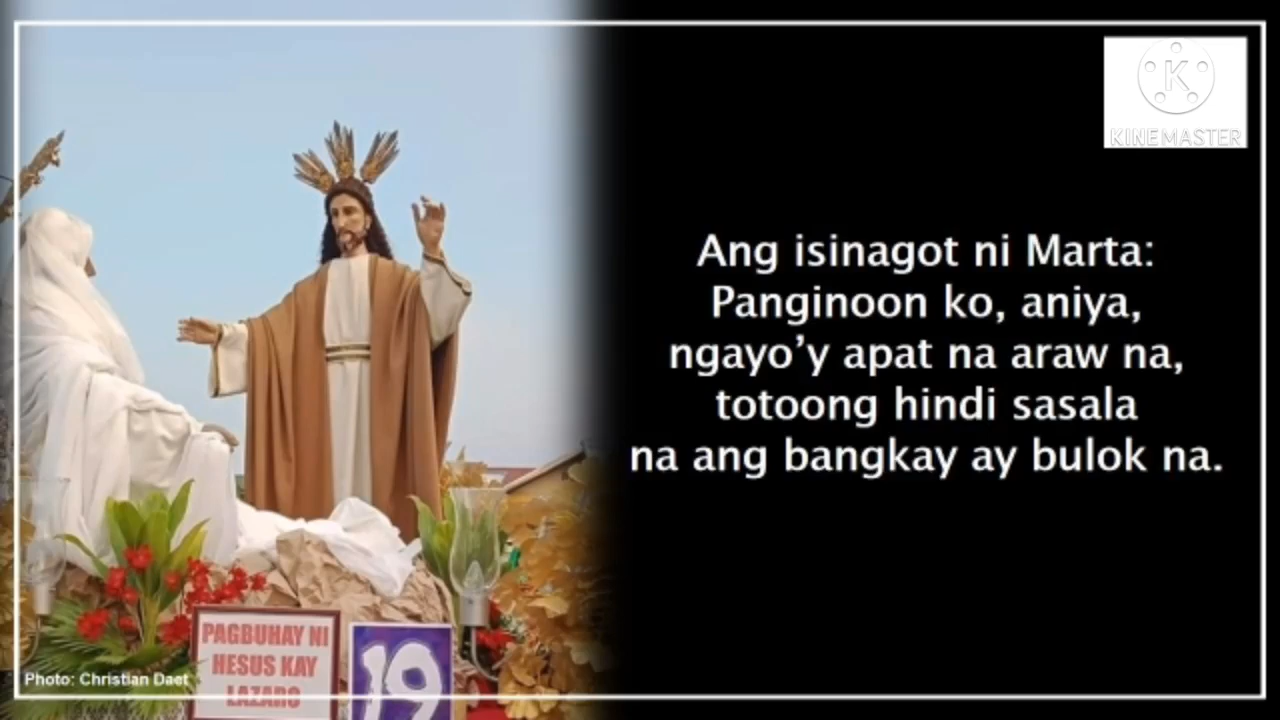 K
KINEMASTER
Ang isinagot ni Marta:
Panginoon ko, aniya,
ngayo’y apat na araw na,
totoong hindi sasala
na ang bangkay ay bulok na.
PAGBUHAY NI
HESUS KAY
LAZARO
19
Photo: Christian Daet